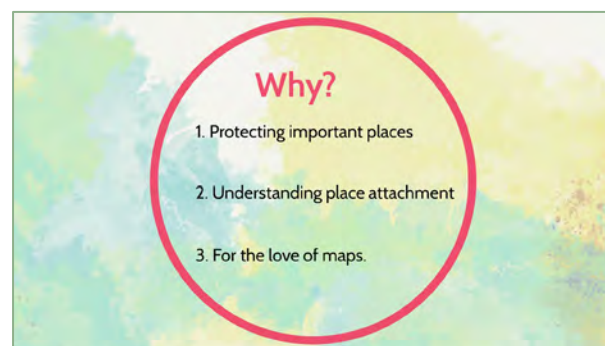 Why?
1. Protecting important places
2. Understanding place attachment
3. For the love of maps.